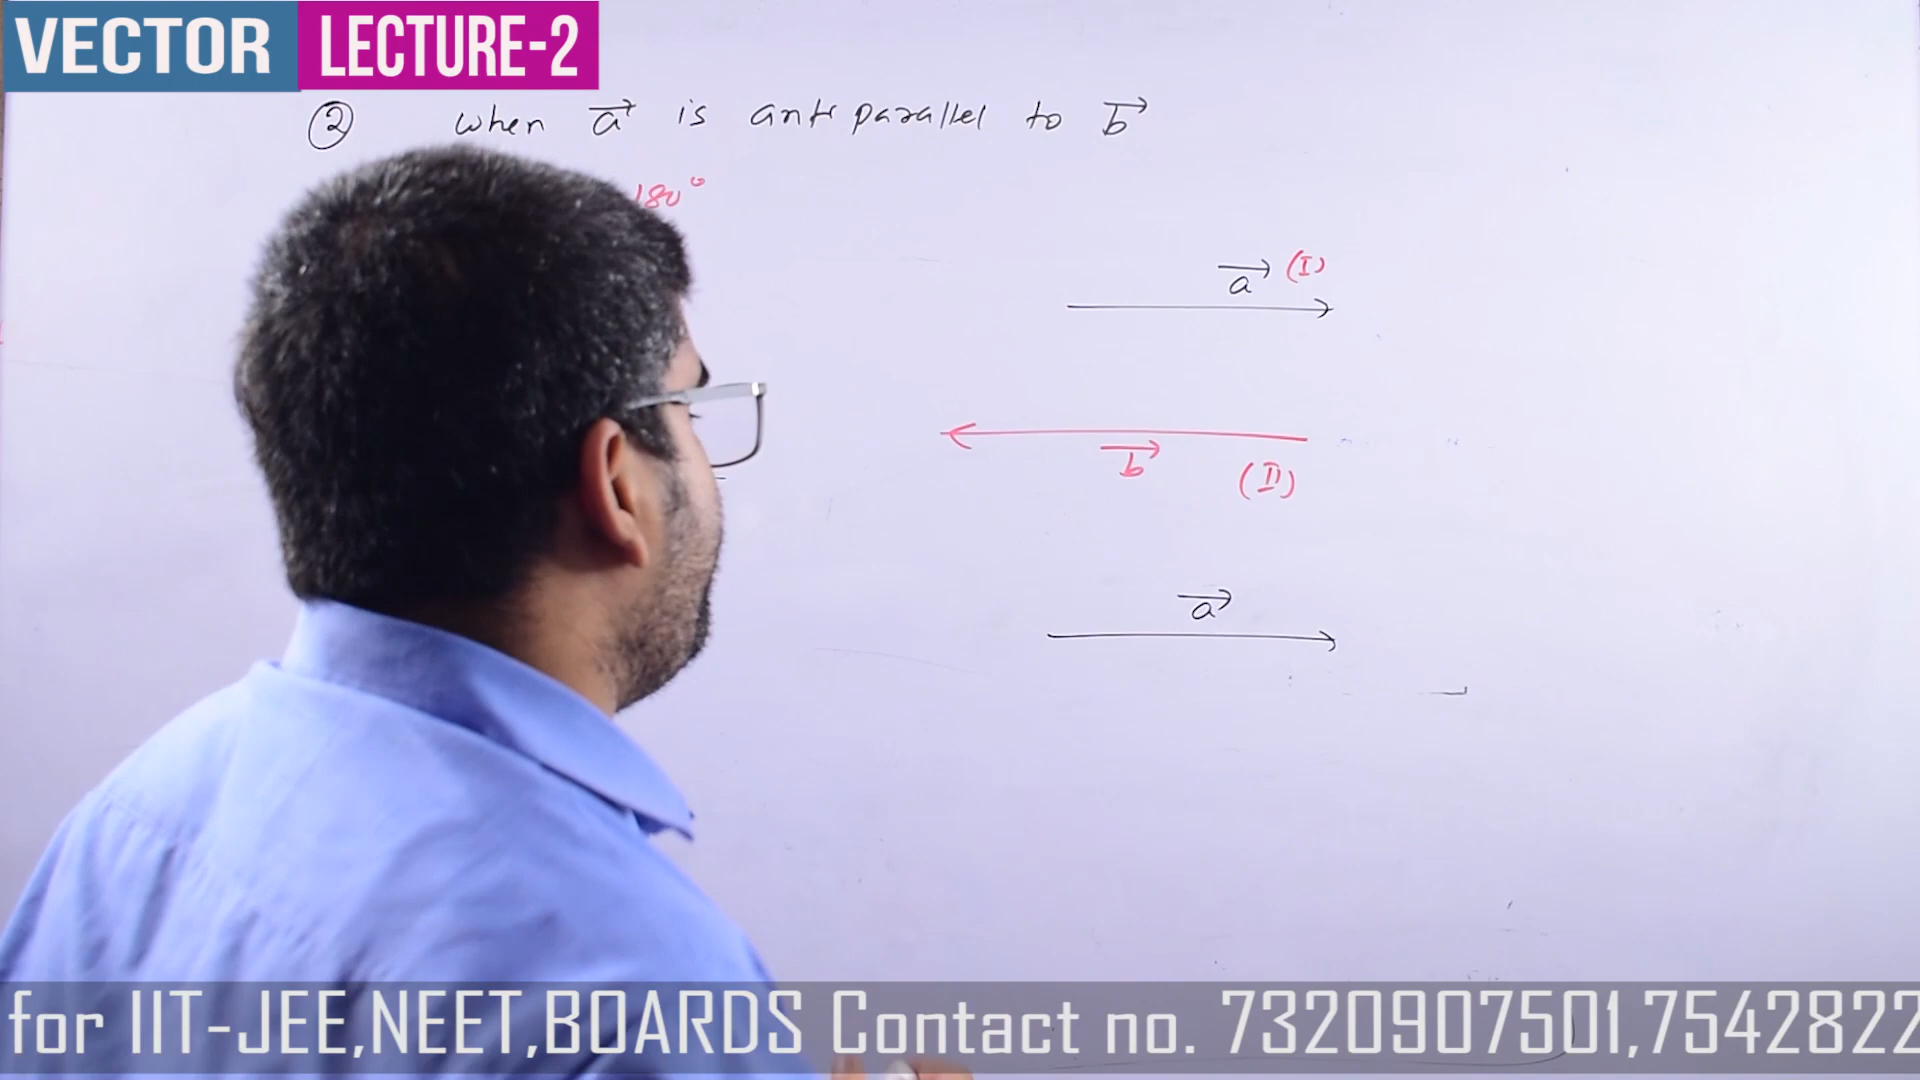 VECTOR LECTURE-2
② when a⃗ is anti parallel to b⃗
180°
a⃗ (I)
b⃗ (II)
a⃗
for IIT-JEE,NEET,BOARDS Contact no. 7320907501,7542822